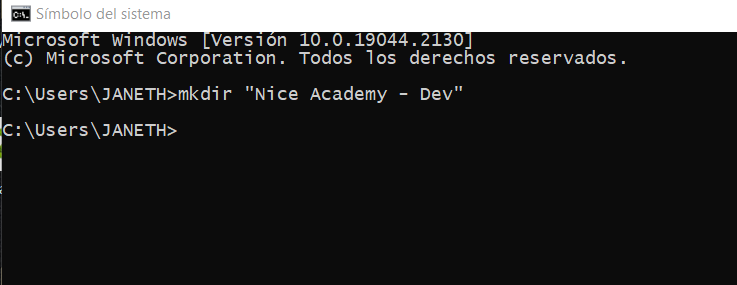 Símbolo del sistema
Microsoft Windows [Versión 10.0.19044.2130]
(c) Microsoft Corporation. Todos los derechos reservados.
C:\Users\JANETH>mkdir "Nice Academy - Dev"
C:\Users\JANETH>